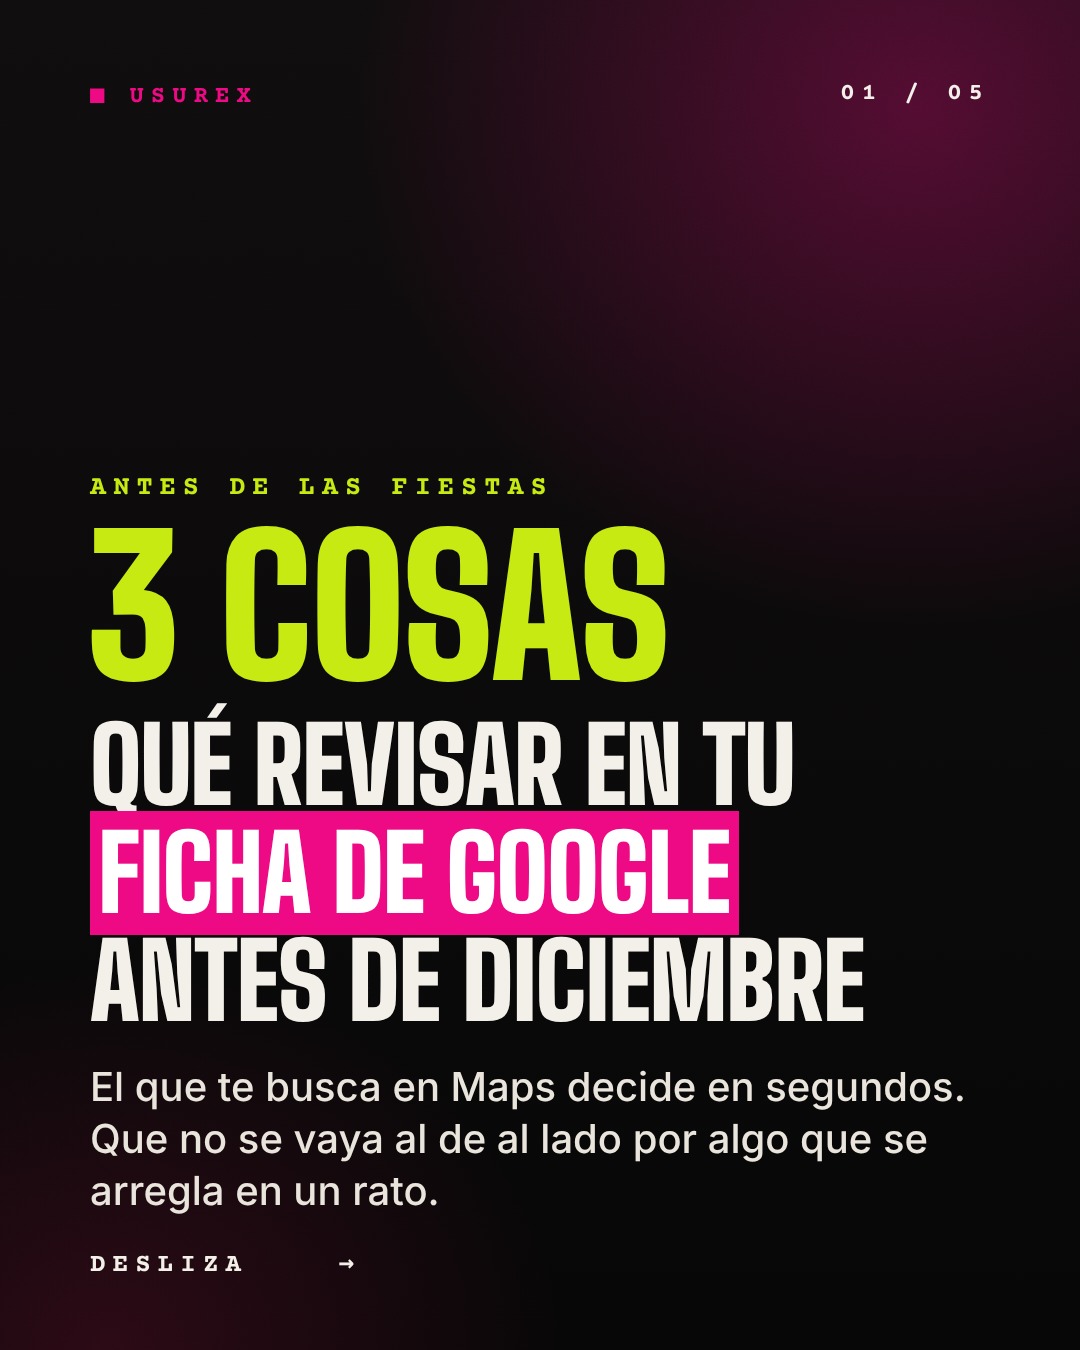 ■ USUREX
01 / 05
ANTES DE LAS FIESTAS
3 COSAS
QUÉ REVISAR EN TU
FICHA DE GOOGLE
ANTES DE DICIEMBRE
El que te busca en Maps decide en segundos.
Que no se vaya al de al lado por algo que se
arregla en un rato.
DESLIZA →